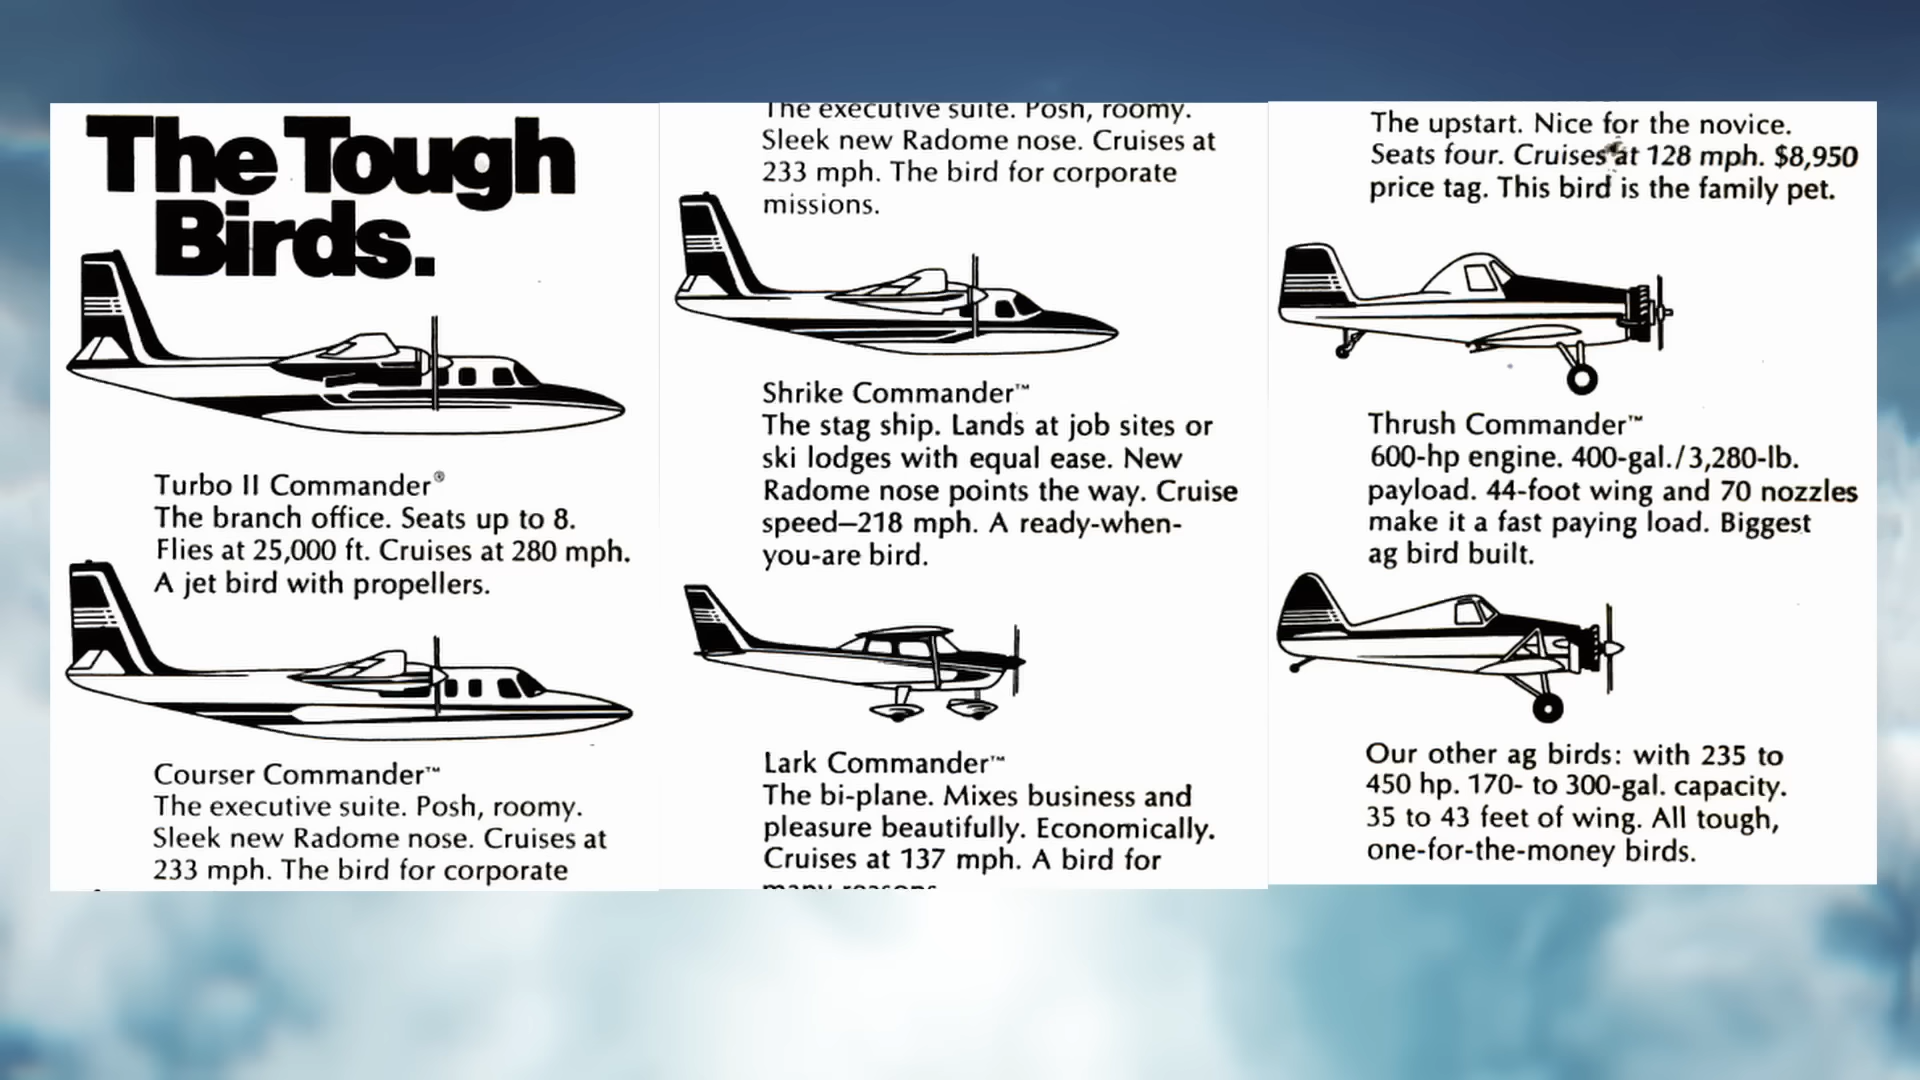 The Tough
Birds.
Turbo II Commander®
The branch office. Seats up to 8.
Flies at 25,000 ft. Cruises at 280 mph.
A jet bird with propellers.
Courser Commander™
The executive suite. Posh, roomy.
Sleek new Radome nose. Cruises at
233 mph. The bird for corporate
The executive suite. Posh, roomy.
Sleek new Radome nose. Cruises at
233 mph. The bird for corporate
missions.
Shrike Commander™
The stag ship. Lands at job sites or
ski lodges with equal ease. New
Radome nose points the way. Cruise
speed—218 mph. A ready-when-
you-are bird.
Lark Commander™
The bi-plane. Mixes business and
pleasure beautifully. Economically.
Cruises at 137 mph. A bird for
many reasons
The upstart. Nice for the novice.
Seats four. Cruises at 128 mph. $8,950
price tag. This bird is the family pet.
Thrush Commander™
600-hp engine. 400-gal./3,280-lb.
payload. 44-foot wing and 70 nozzles
make it a fast paying load. Biggest
ag bird built.
Our other ag birds: with 235 to
450 hp. 170- to 300-gal. capacity.
35 to 43 feet of wing. All tough,
one-for-the-money birds.